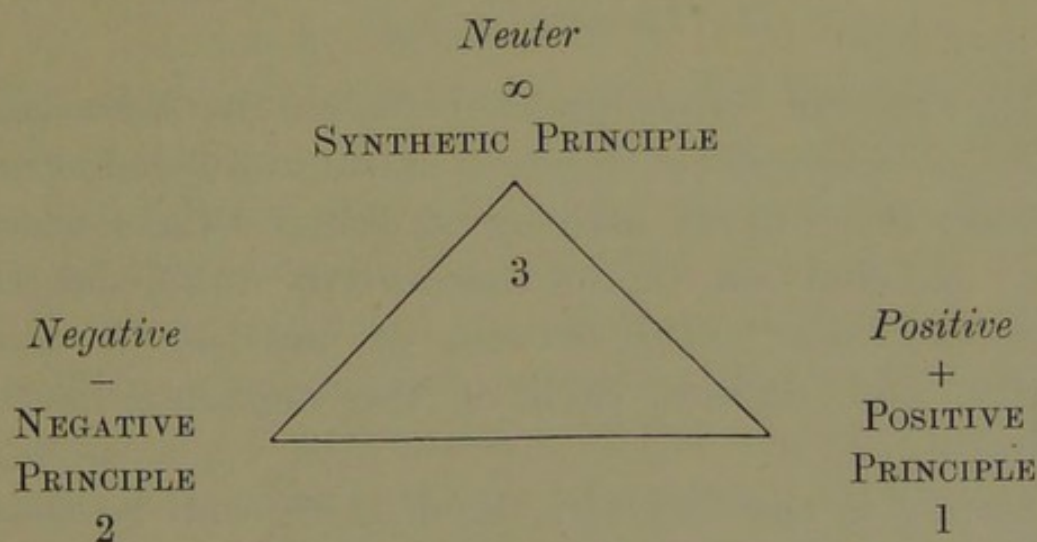 Neuter
∞
SYNTHETIC PRINCIPLE
3
Negative
−
NEGATIVE
PRINCIPLE
2
Positive
+
POSITIVE
PRINCIPLE
1